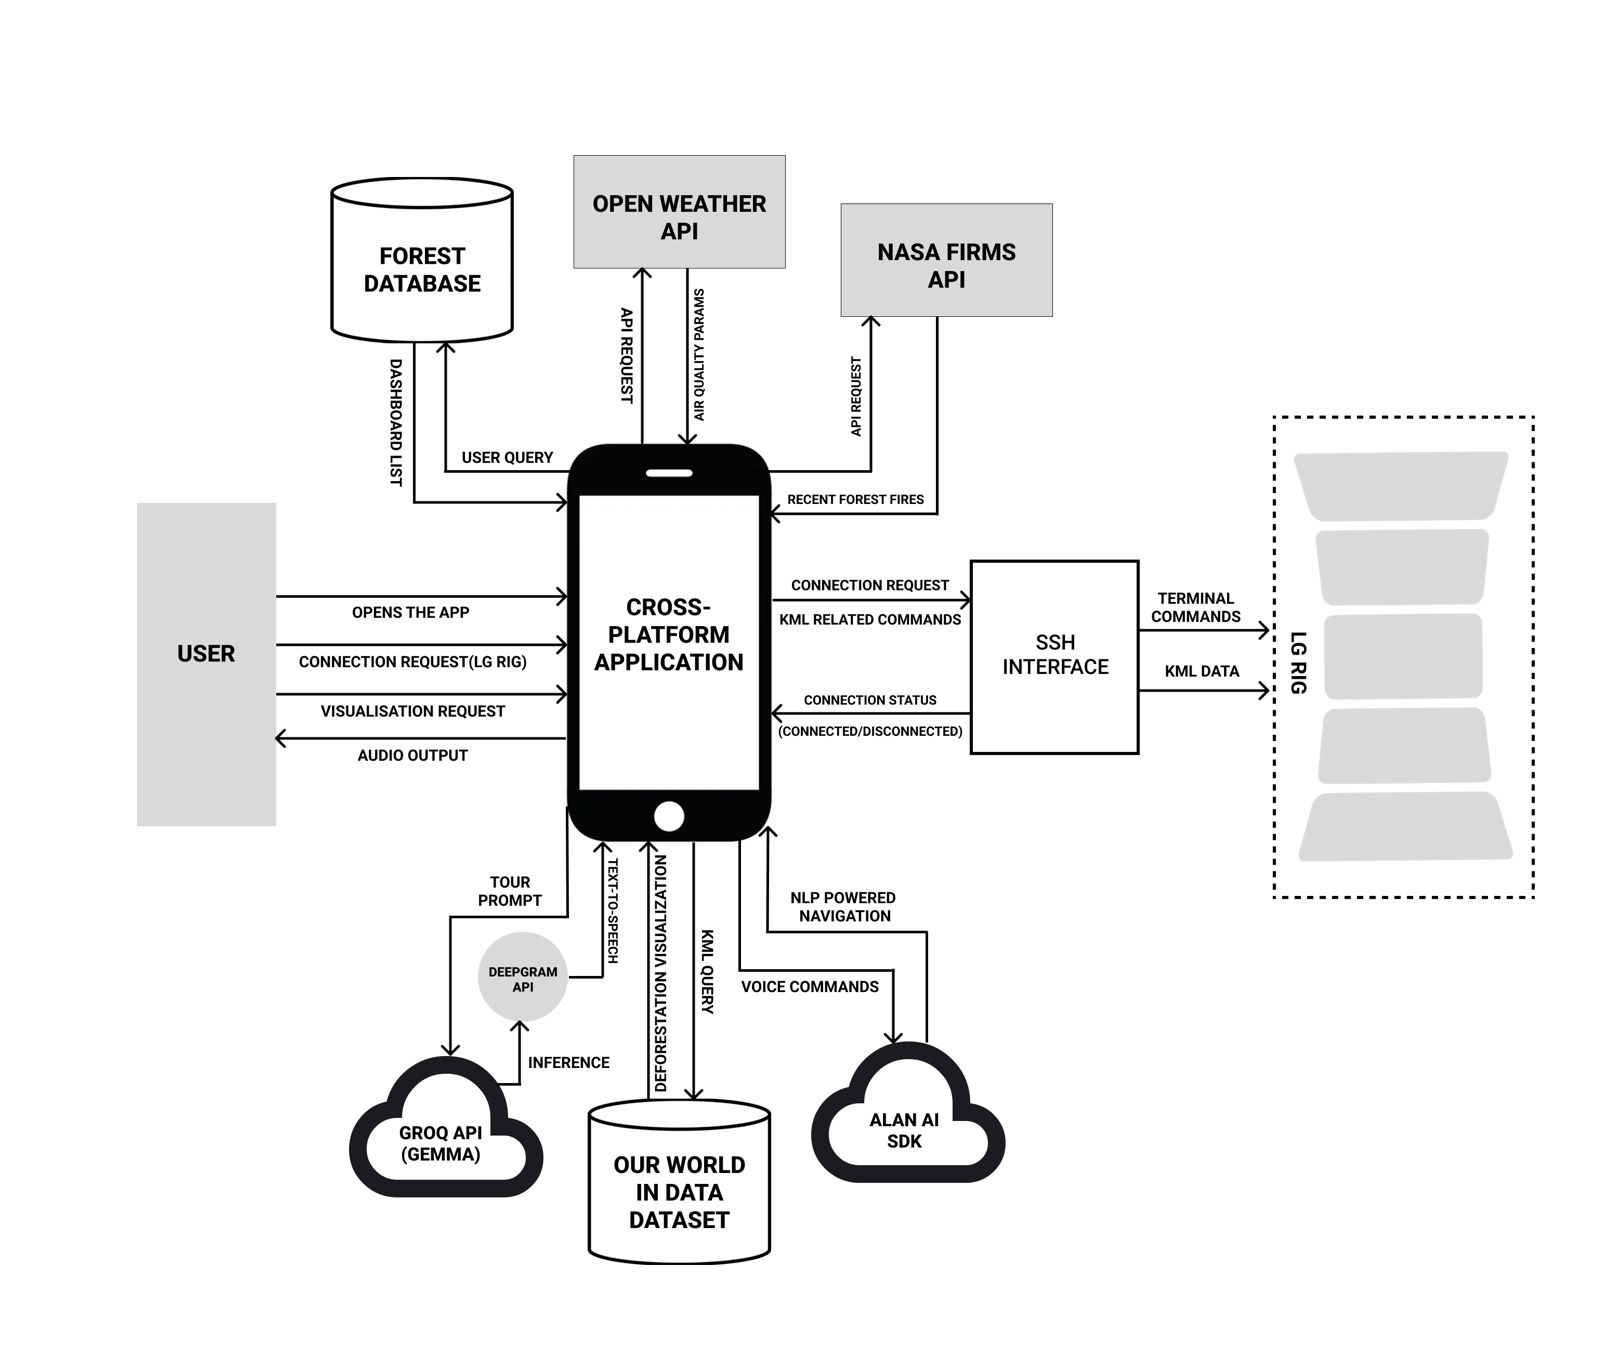 OPEN WEATHER
API
NASA FIRMS
API
FOREST
DATABASE
API REQUEST
AIR QUALITY PARAMS
API REQUEST
DASHBOARD LIST
USER QUERY
RECENT FOREST FIRES
USER
OPENS THE APP
CONNECTION REQUEST(LG RIG)
VISUALISATION REQUEST
AUDIO OUTPUT
CROSS-
PLATFORM
APPLICATION
CONNECTION REQUEST
KML RELATED COMMANDS
CONNECTION STATUS
(CONNECTED/DISCONNECTED)
SSH
INTERFACE
TERMINAL
COMMANDS
KML DATA
LG RIG
TOUR
PROMPT
TEXT-TO-SPEECH
DEFORESTATION VISUALIZATION
KML QUERY
NLP POWERED
NAVIGATION
VOICE COMMANDS
DEEPGRAM
API
INFERENCE
GROQ API
(GEMMA)
OUR WORLD
IN DATA
DATASET
ALAN AI
SDK